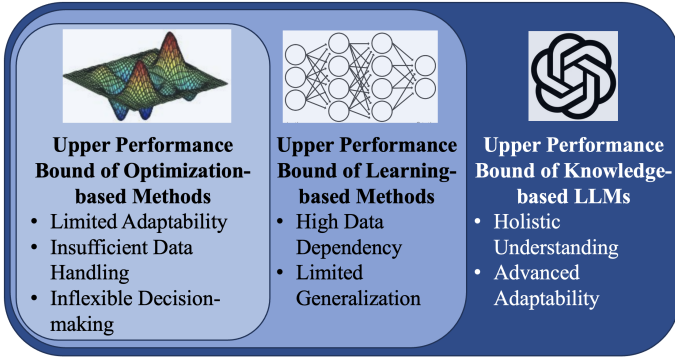 Upper Performance
Bound of Optimization-
based Methods
• Limited Adaptability
• Insufficient Data
Handling
• Inflexible Decision-
making
Upper Performance
Bound of Learning-
based Methods
• High Data
Dependency
• Limited
Generalization
Upper Performance
Bound of Knowledge-
based LLMs
• Holistic
Understanding
• Advanced
Adaptability